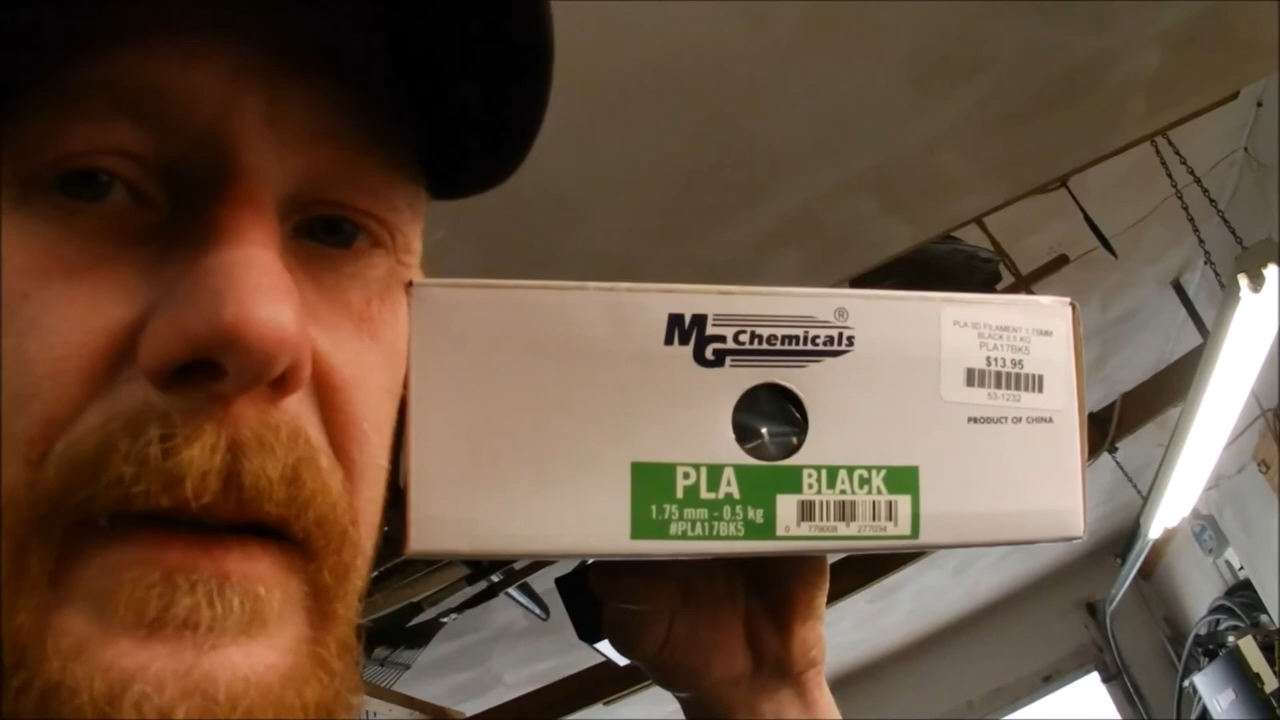 MG Chemicals ®
PLA 3D FILAMENT 1.75MM
BLACK 0.5 KG
PLA17BK5
$13.95
53-1232
PRODUCT OF CHINA
PLA BLACK
1.75 mm - 0.5 kg
#PLA17BK5
0 779008 277034